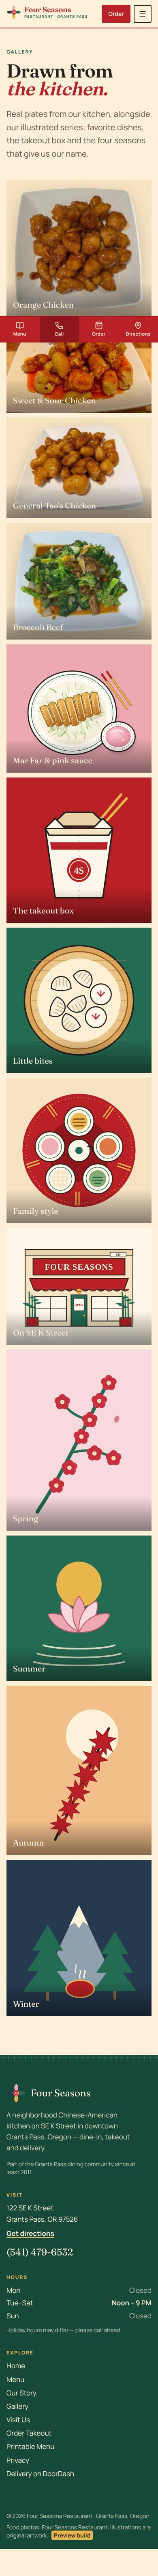 Four Seasons
RESTAURANT · GRANTS PASS
Order
GALLERY
Drawn from
the kitchen.
Real plates from our kitchen, alongside
our illustrated series: favorite dishes,
the takeout box and the four seasons
that give us our name.
Orange Chicken
Menu
Call
Order
Directions
Sweet & Sour Chicken
General Tso's Chicken
Broccoli Beef
Mar Far & pink sauce
4S
The takeout box
Little bites
Family style
FOUR SEASONS
On SE K Street
Spring
Summer
Autumn
Winter
Four Seasons
A neighborhood Chinese-American
kitchen on SE K Street in downtown
Grants Pass, Oregon — dine-in, takeout
and delivery.
Part of the Grants Pass dining community since at
least 2011.
VISIT
122 SE K Street
Grants Pass, OR 97526
Get directions
(541) 479-6532
HOURS
Mon Closed
Tue–Sat Noon – 9 PM
Sun Closed
Holiday hours may differ — please call ahead.
EXPLORE
Home
Menu
Our Story
Gallery
Visit Us
Order Takeout
Printable Menu
Privacy
Delivery on DoorDash
© 2026 Four Seasons Restaurant · Grants Pass, Oregon
Food photos: Four Seasons Restaurant. Illustrations are
original artwork. Preview build